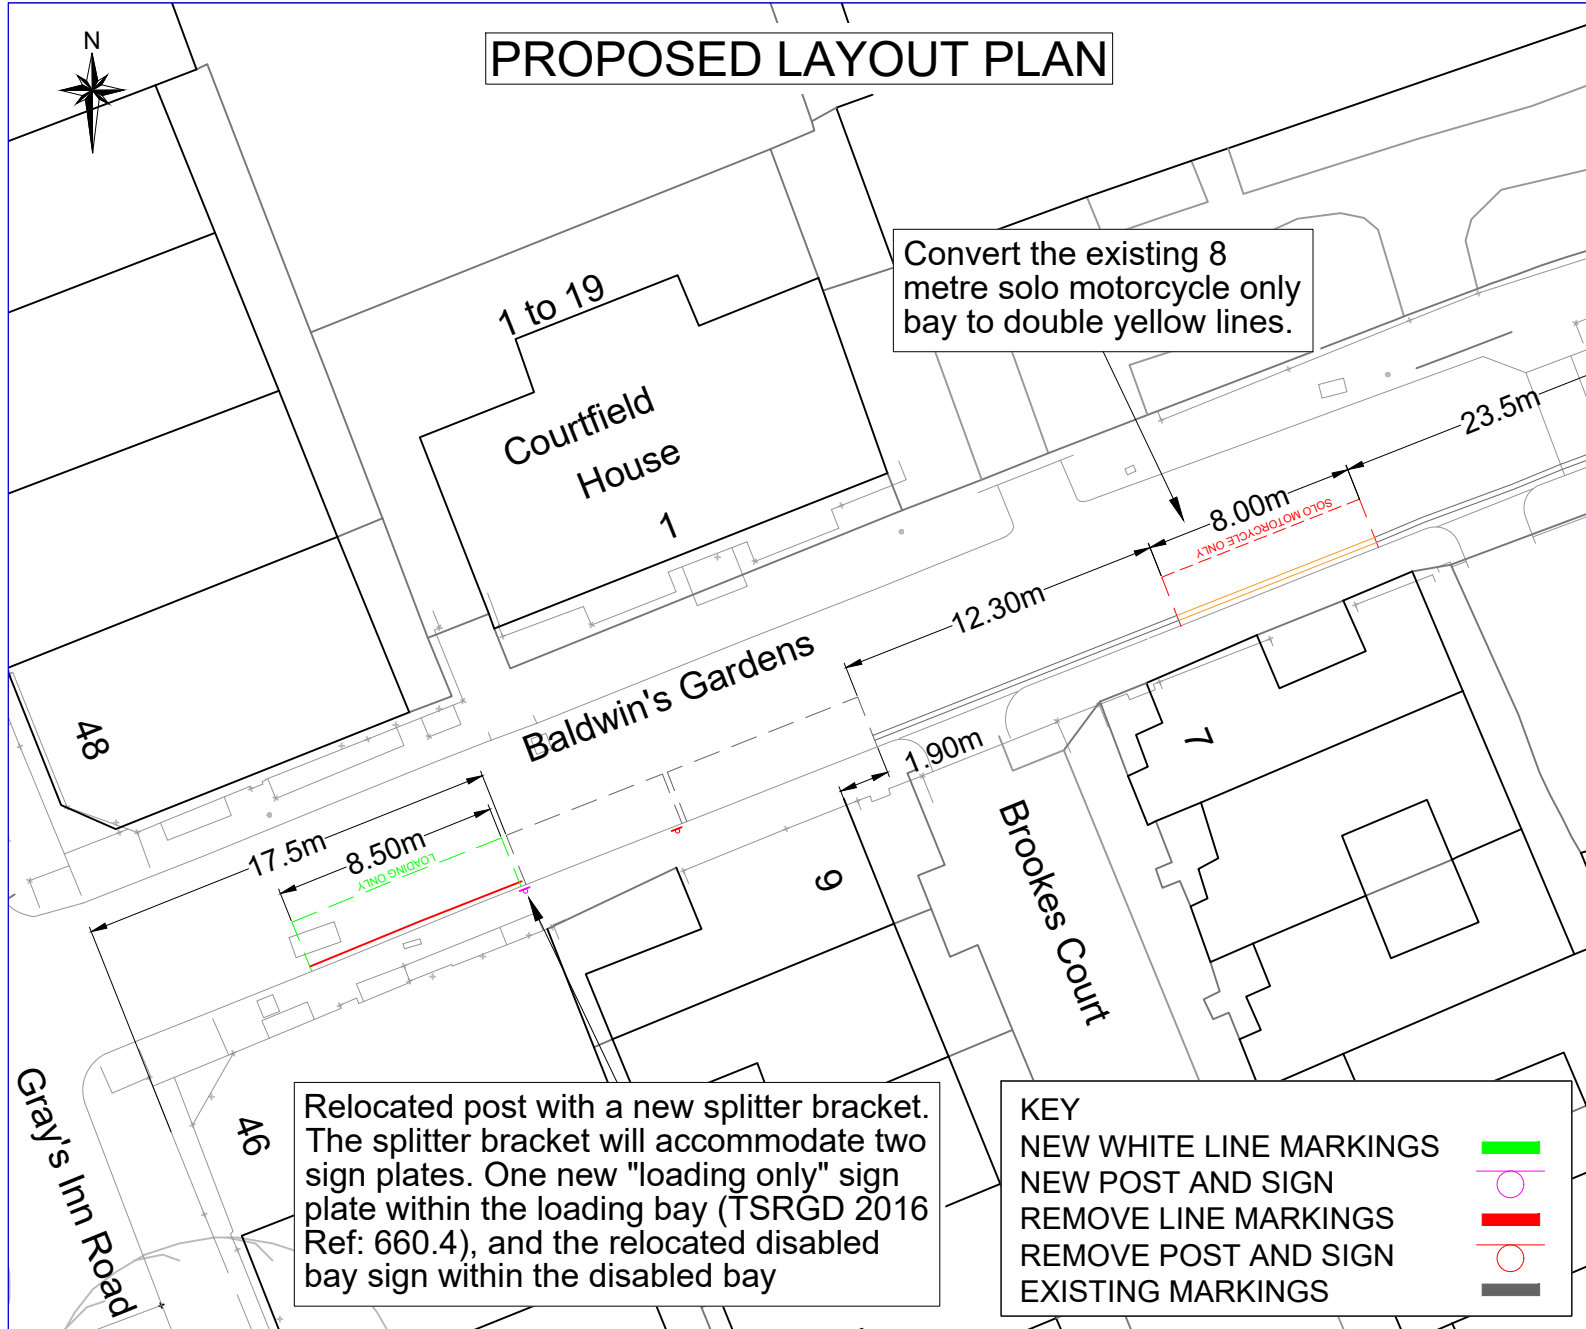 N
PROPOSED LAYOUT PLAN
Convert the existing 8
metre solo motorcycle only
bay to double yellow lines.
1 to 19
Courtfield
House
1
23.5m
8.00m
SOLO MOTORCYCLE ONLY
12.30m
Baldwin's Gardens
48
7
1.90m
17.5m
8.50m
LOADING ONLY
9
Brookes Court
Gray's Inn Road
46
Relocated post with a new splitter bracket.
The splitter bracket will accommodate two
sign plates. One new "loading only" sign
plate within the loading bay (TSRGD 2016
Ref: 660.4), and the relocated disabled
bay sign within the disabled bay
KEY
NEW WHITE LINE MARKINGS
NEW POST AND SIGN
REMOVE LINE MARKINGS
REMOVE POST AND SIGN
EXISTING MARKINGS